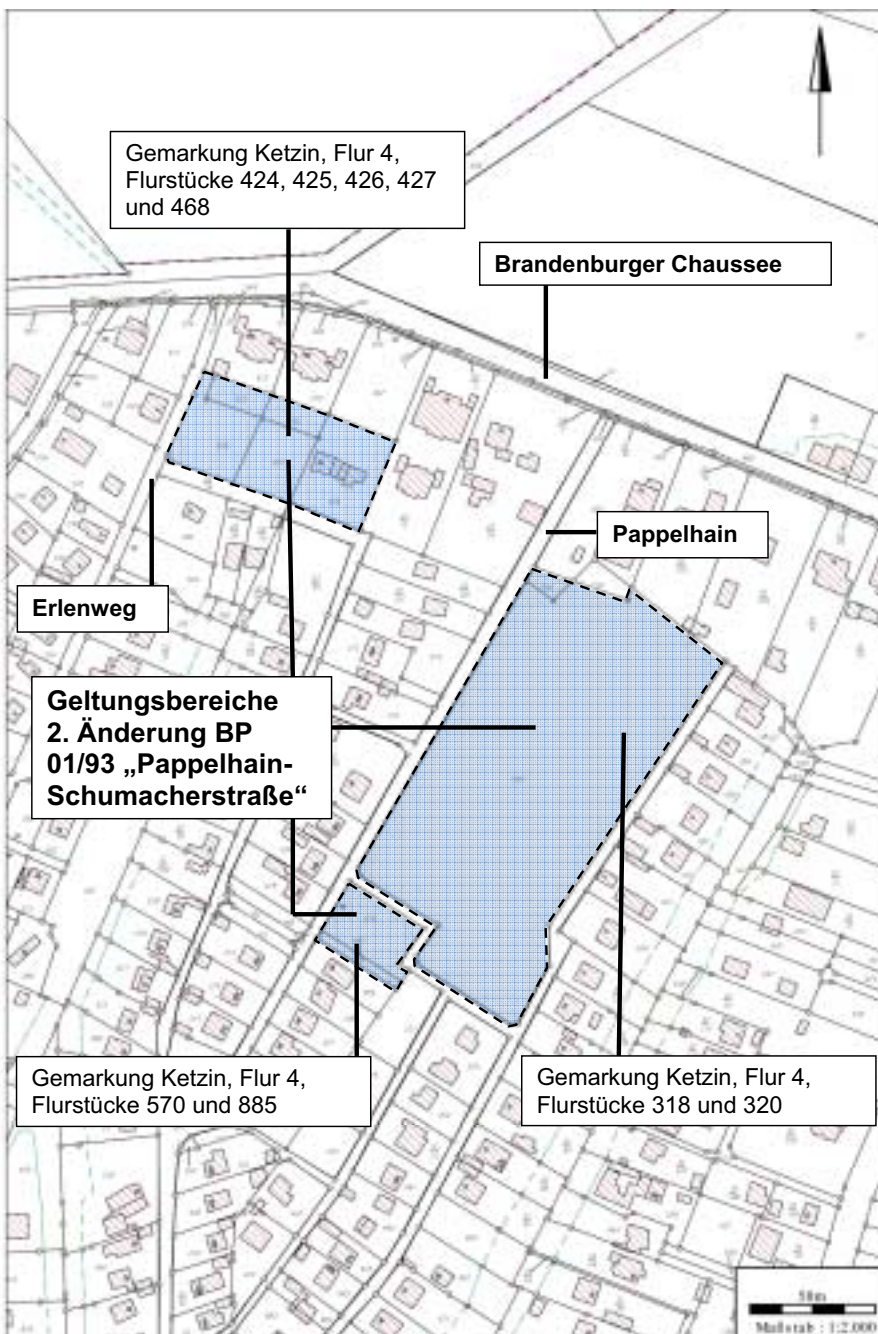 Gemarkung Ketzin, Flur 4,
Flurstücke 424, 425, 426, 427
und 468
Brandenburger Chaussee
Pappelhain
Erlenweg
Geltungsbereiche
2. Änderung BP
01/93 „Pappelhain-
Schumacherstraße“
Gemarkung Ketzin, Flur 4,
Flurstücke 570 und 885
Gemarkung Ketzin, Flur 4,
Flurstücke 318 und 320
50m
Maßstab : 1:2.000